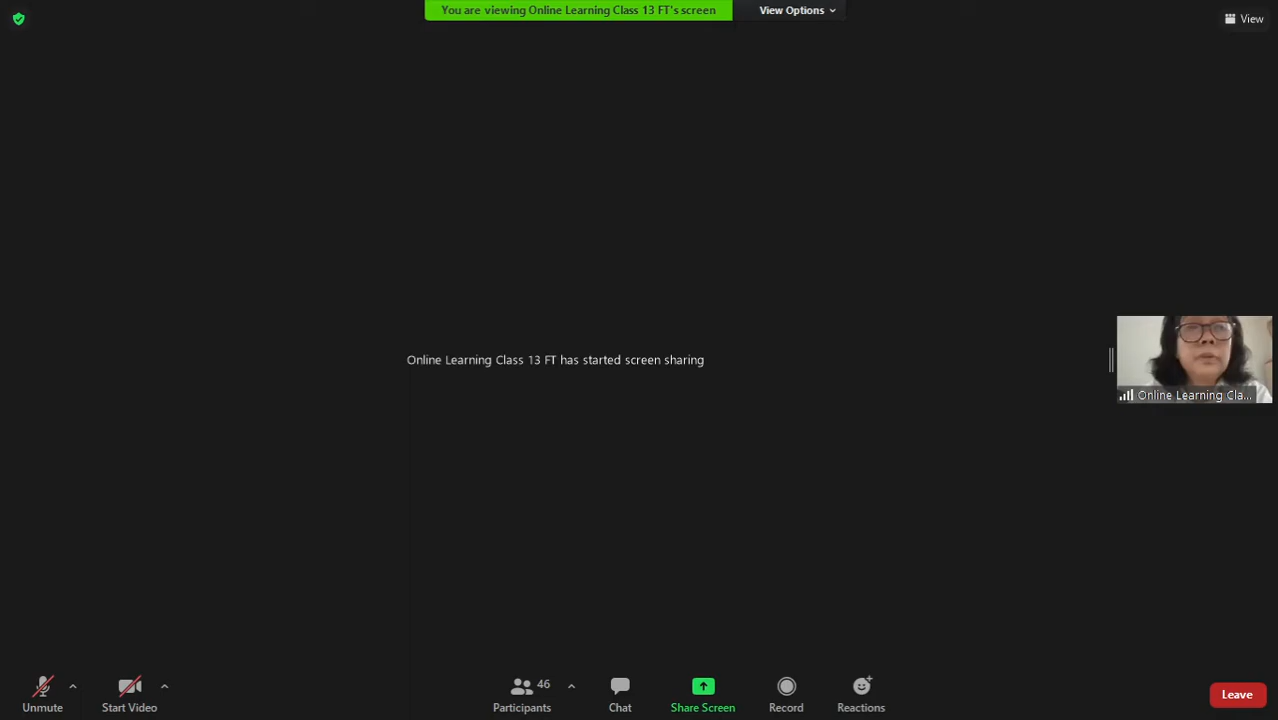 You are viewing Online Learning Class 13 FT's screen
View Options
View
Online Learning Class 13 FT has started screen sharing
Online Learning Cla...
46
Unmute
Start Video
Participants
Chat
Share Screen
Record
Reactions
Leave